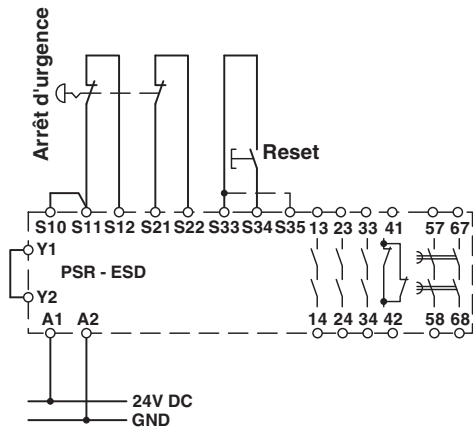 Arrêt d'urgence
Reset
S10 S11 S12 S21 S22 S33 S34 S35 13 23 33 41 57 67
Y1
PSR - ESD
Y2
A1 A2 14 24 34 42 58 68
24V DC
GND